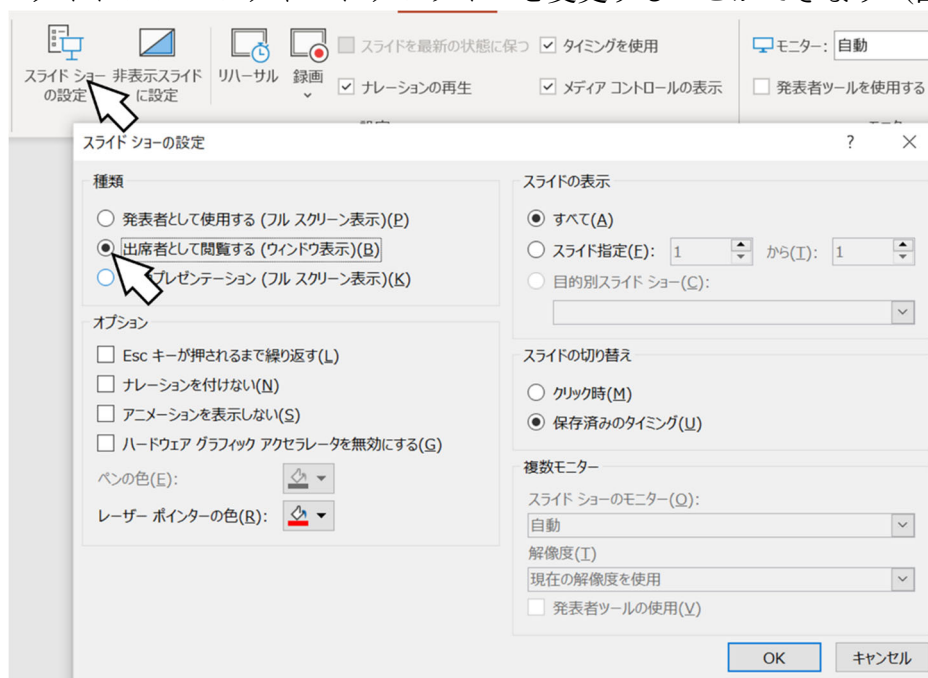 を変更することができます
スライド ショー
の設定
非表示スライド
に設定
リハーサル
録画
スライドを最新の状態に保つ
タイミングを使用
ナレーションの再生
メディア コントロールの表示
モニター: 自動
発表者ツールを使用する
スライド ショーの設定
? ×
種類
発表者として使用する (フル スクリーン表示)(P)
出席者として閲覧する (ウィンドウ表示)(B)
プレゼンテーション (フル スクリーン表示)(K)
オプション
Esc キーが押されるまで繰り返す(L)
ナレーションを付けない(N)
アニメーションを表示しない(S)
ハードウェア グラフィック アクセラレータを無効にする(G)
ペンの色(E):
レーザー ポインターの色(R):
スライドの表示
すべて(A)
スライド指定(F): 1 から(T): 1
目的別スライド ショー(C):
スライドの切り替え
クリック時(M)
保存済みのタイミング(U)
複数モニター
スライド ショーのモニター(O):
自動
解像度(T)
現在の解像度を使用
発表者ツールの使用(V)
OK キャンセル